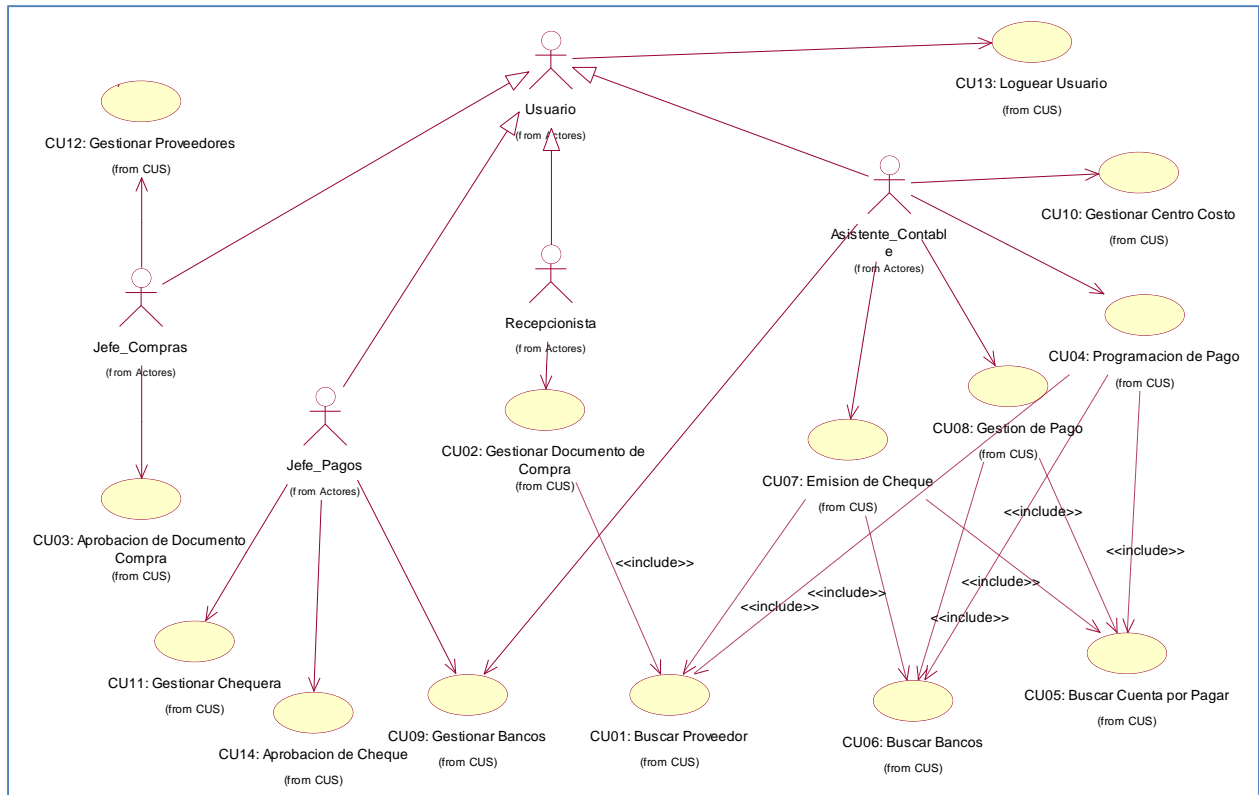 Usuario
(from Actores)
CU13: Loguear Usuario
(from CUS)
CU12: Gestionar Proveedores
(from CUS)
CU10: Gestionar Centro Costo
(from CUS)
Asistente_Contabl
e
(from Actores)
Recepcionista
(from Actores)
Jefe_Compras
(from Actores)
CU04: Programacion de Pago
(from CUS)
CU02: Gestionar Documento de
Compra
(from CUS)
CU08: Gestion de Pago
(from CUS)
Jefe_Pagos
(from Actores)
CU07: Emision de Cheque
(from CUS)
CU03: Aprobacion de Documento
Compra
(from CUS)
<<include>>
<<include>>
<<include>>
<<include>>
<<include>>
<<include>>
<<include>>
CU11: Gestionar Chequera
(from CUS)
CU05: Buscar Cuenta por Pagar
(from CUS)
CU14: Aprobacion de Cheque
(from CUS)
CU09: Gestionar Bancos
(from CUS)
CU01: Buscar Proveedor
(from CUS)
CU06: Buscar Bancos
(from CUS)